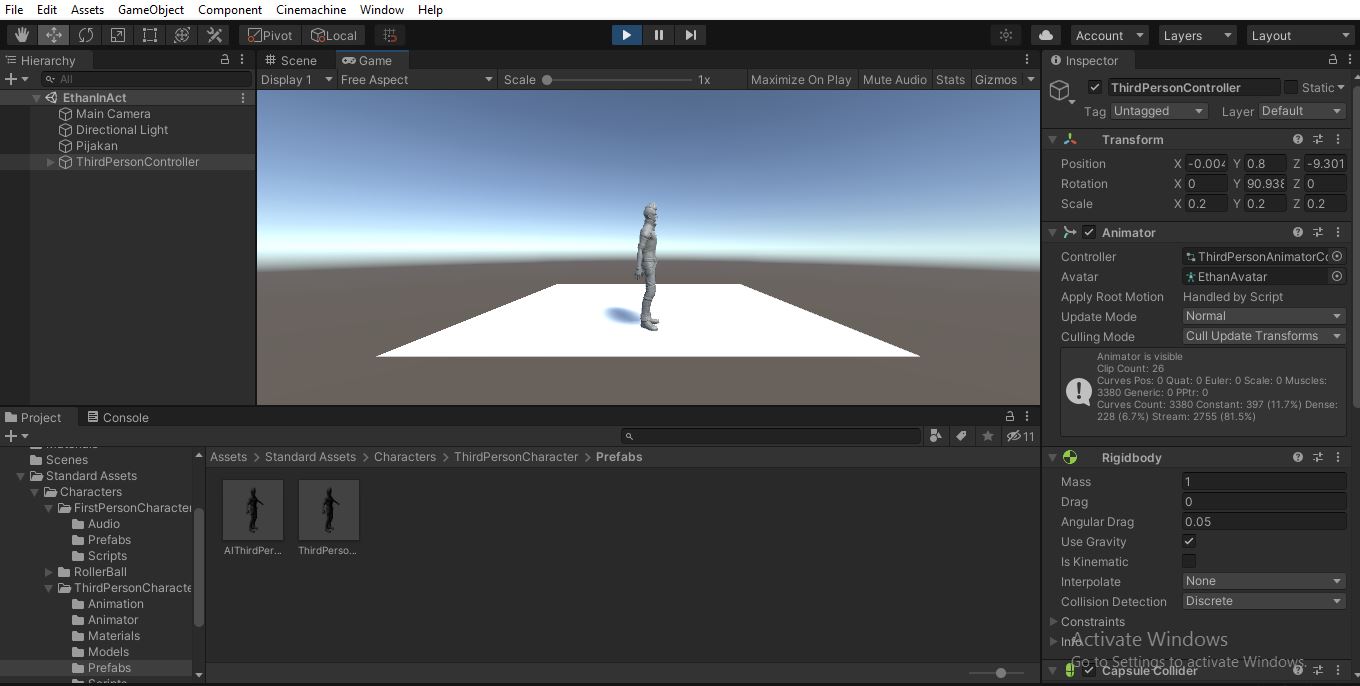 File Edit Assets GameObject Component Cinemachine Window Help
Pivot Local Account Layers Layout
Hierarchy
All
EthanInAct
Main Camera
Directional Light
Pijakan
ThirdPersonController
Scene Game
Display 1 Free Aspect Scale 1x Maximize On Play Mute Audio Stats Gizmos
Project Console
11
Scenes
Standard Assets
Characters
FirstPersonCharacter
Audio
Prefabs
Scripts
RollerBall
ThirdPersonCharacte
Animation
Animator
Materials
Models
Prefabs
Assets > Standard Assets > Characters > ThirdPersonCharacter > Prefabs
AIThirdPer... ThirdPerso...
Inspector
ThirdPersonController Static
Tag Untagged Layer Default
Transform
Position X -0.004 Y 0.8 Z -9.301
Rotation X 0 Y 90.938 Z 0
Scale X 0.2 Y 0.2 Z 0.2
Animator
Controller ThirdPersonAnimatorCo
Avatar EthanAvatar
Apply Root Motion Handled by Script
Update Mode Normal
Culling Mode Cull Update Transforms
Animator is visible
Clip Count: 26
Curves Pos: 0 Quat: 0 Euler: 0 Scale: 0 Muscles:
3380 Generic: 0 PPtr: 0
Curves Count: 3380 Constant: 397 (11.7%) Dense:
228 (6.7%) Stream: 2755 (81.5%)
Rigidbody
Mass 1
Drag 0
Angular Drag 0.05
Use Gravity
Is Kinematic
Interpolate None
Collision Detection Discrete
Constraints
Info
Activate Windows
Go to Settings to activate Windows.
Capsule Collider